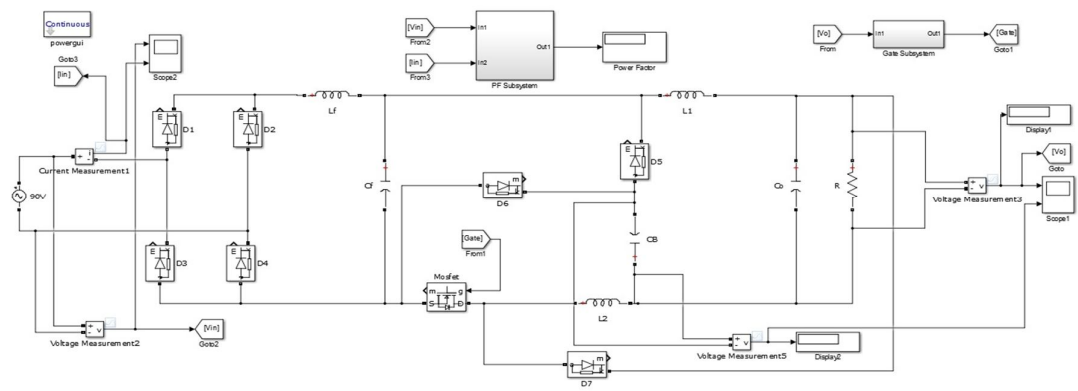 Continuous
powergui
Goto3
[Iin]
Scope2
[Vin]
From2
[Iin]
From3
In1
In2
Out1
PF Subsystem
Power Factor
[Vo]
From
In1
Out1
Gate Subsystem
[Gate]
Goto1
Lf
L1
E
D1
E
D2
Display1
+
-
i
Current Measurement1
90V
Cf
E
D5
m
D6
Co
R
[Vo]
Goto
+
-
v
Voltage Measurement3
Scope1
CB
[Gate]
From1
E
D3
E
D4
Mosfet
m
g
S
D
L2
+
-
v
Voltage Measurement2
[Vin]
Goto2
+
-
v
Voltage Measurement5
Display2
m
D7